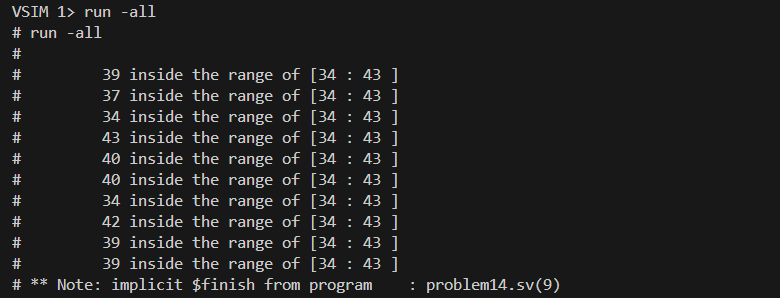 VSIM 1> run -all
# run -all
#
#         39 inside the range of [34 : 43 ]
#         37 inside the range of [34 : 43 ]
#         34 inside the range of [34 : 43 ]
#         43 inside the range of [34 : 43 ]
#         40 inside the range of [34 : 43 ]
#         40 inside the range of [34 : 43 ]
#         34 inside the range of [34 : 43 ]
#         42 inside the range of [34 : 43 ]
#         39 inside the range of [34 : 43 ]
#         39 inside the range of [34 : 43 ]
# ** Note: implicit $finish from program    : problem14.sv(9)